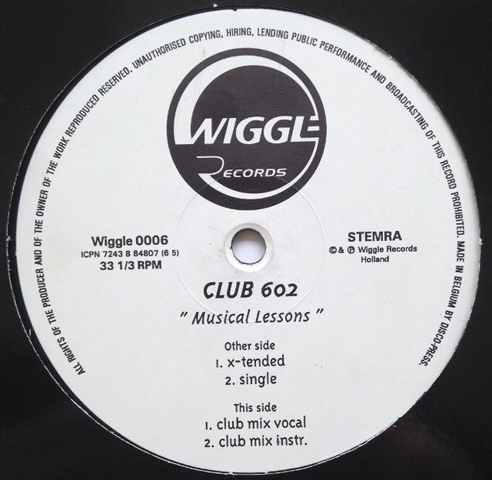 ALL RIGHTS OF THE PRODUCER AND OF THE OWNER OF THE WORK REPRODUCED RESERVED. UNAUTHORISED COPYING, HIRING, LENDING PUBLIC PERFORMANCE AND BROADCASTING OF THIS RECORD PROHIBITED. MADE IN BELGIUM BY DISCO-PRESS.
WIGGLE
RECORDS
Wiggle 0006
ICPN 7243 8 84807 (6 5)
33 1/3 RPM
STEMRA
© & ℗ Wiggle Records
Holland
CLUB 602
" Musical Lessons "
Other side
1. x-tended
2. single
This side
1. club mix vocal
2. club mix instr.